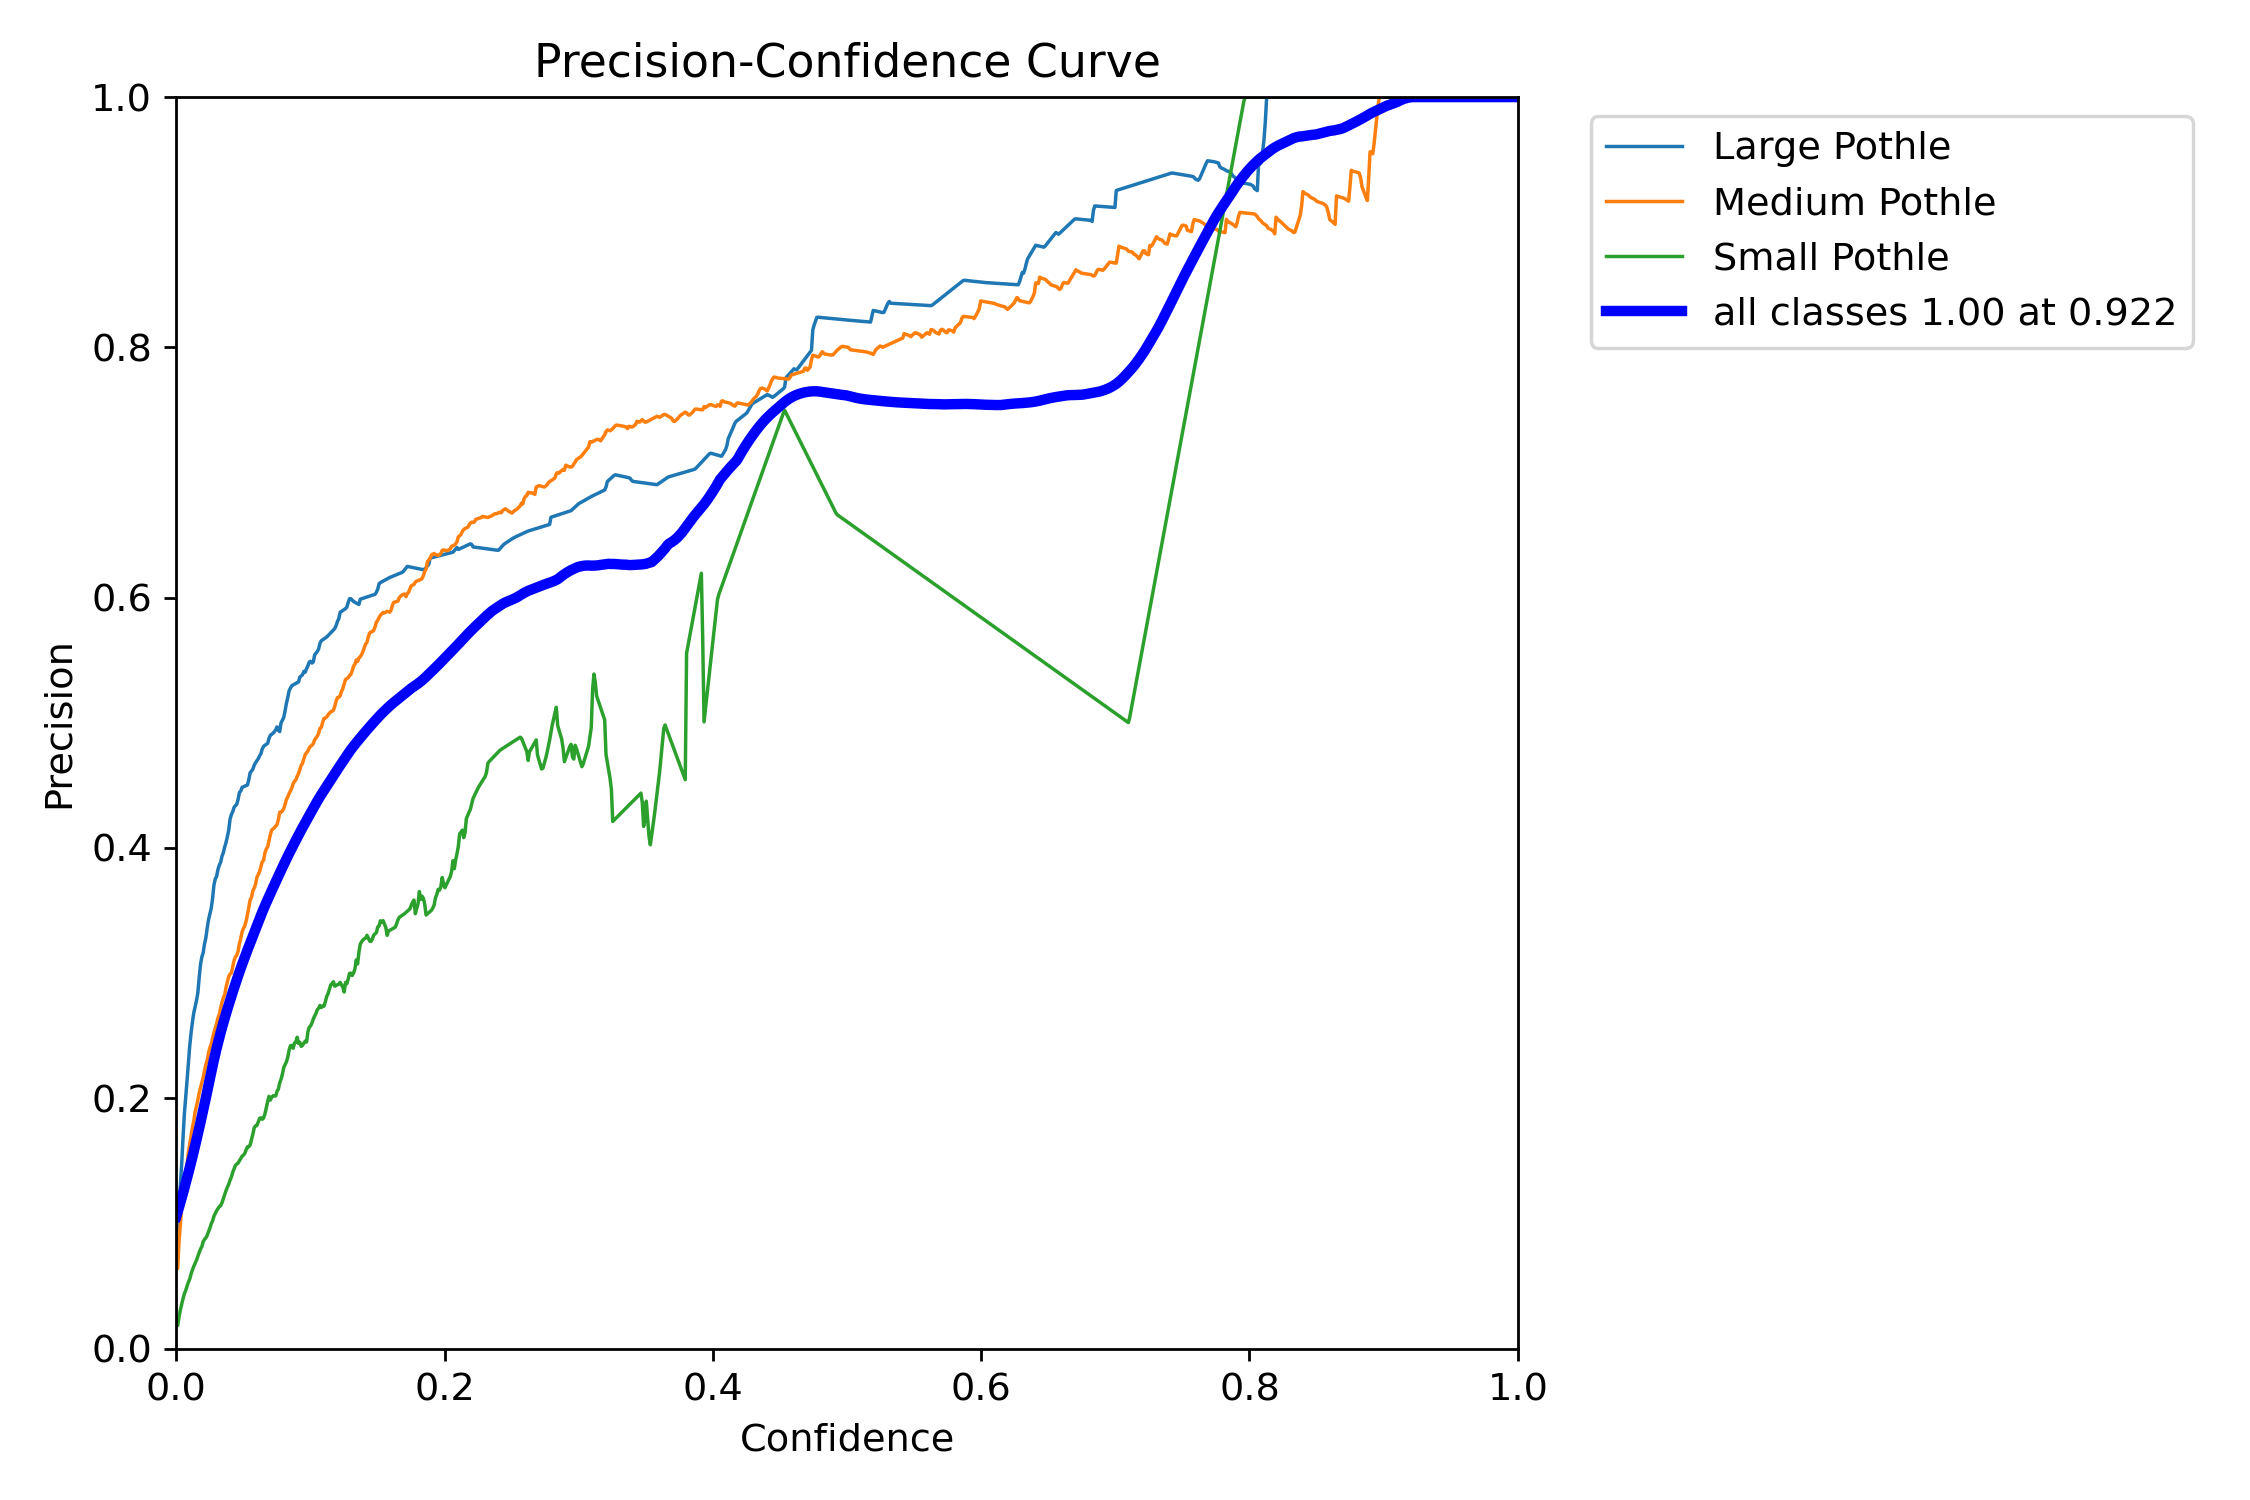 Precision-Confidence Curve
1.0
0.8
0.6
0.4
0.2
0.0
Precision
0.0 0.2 0.4 0.6 0.8 1.0
Confidence
Large Pothle
Medium Pothle
Small Pothle
all classes 1.00 at 0.922